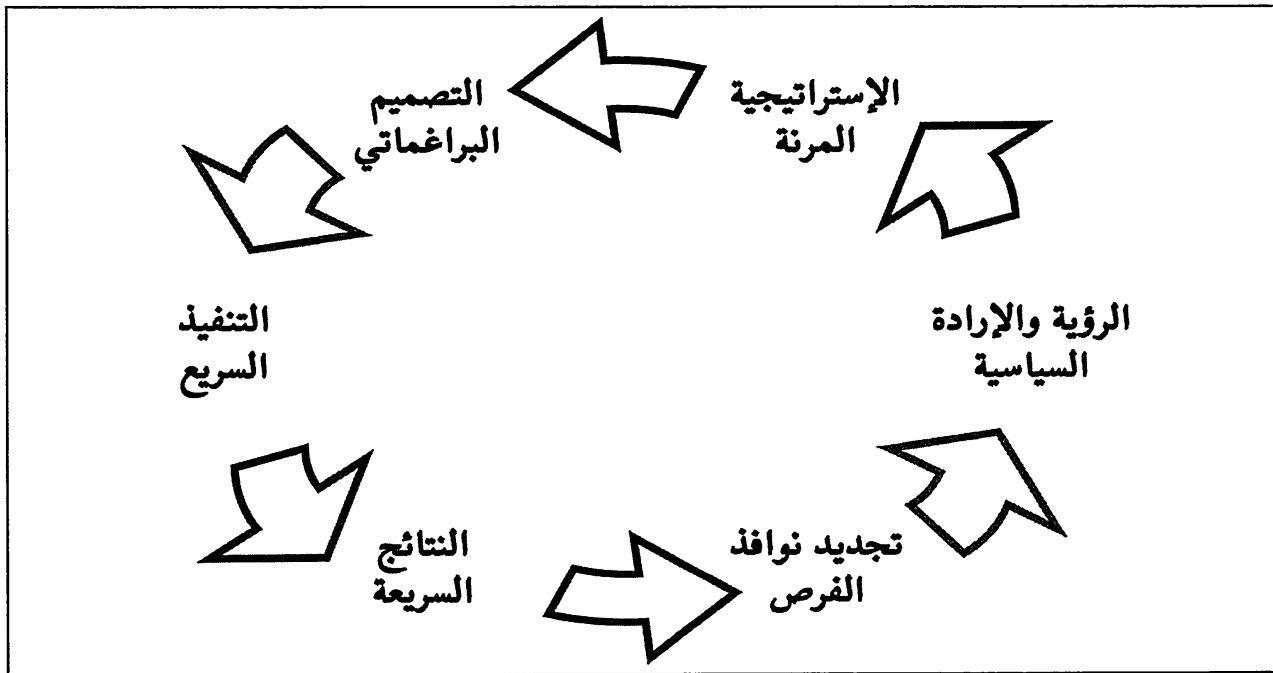 الإستراتيجية
المرنة
التصميم
البراغماتي
الرؤية والإرادة
السياسية
التنفيذ
السريع
تجديد نوافذ
الفرص
النتائج
السريعة